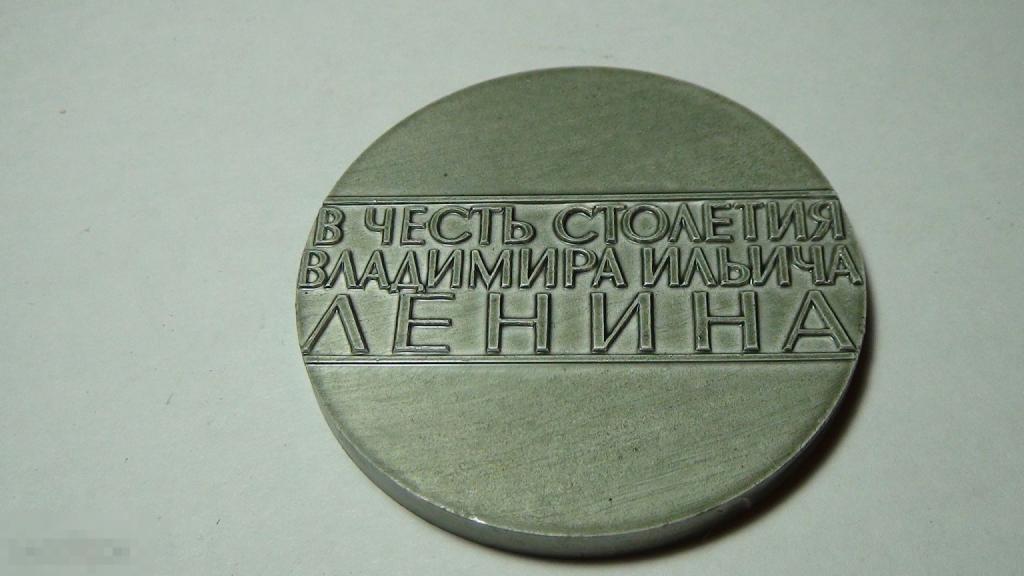 В ЧЕСТЬ СТОЛЕТИЯ
ВЛАДИМИРА ИЛЬИЧА
ЛЕНИНА